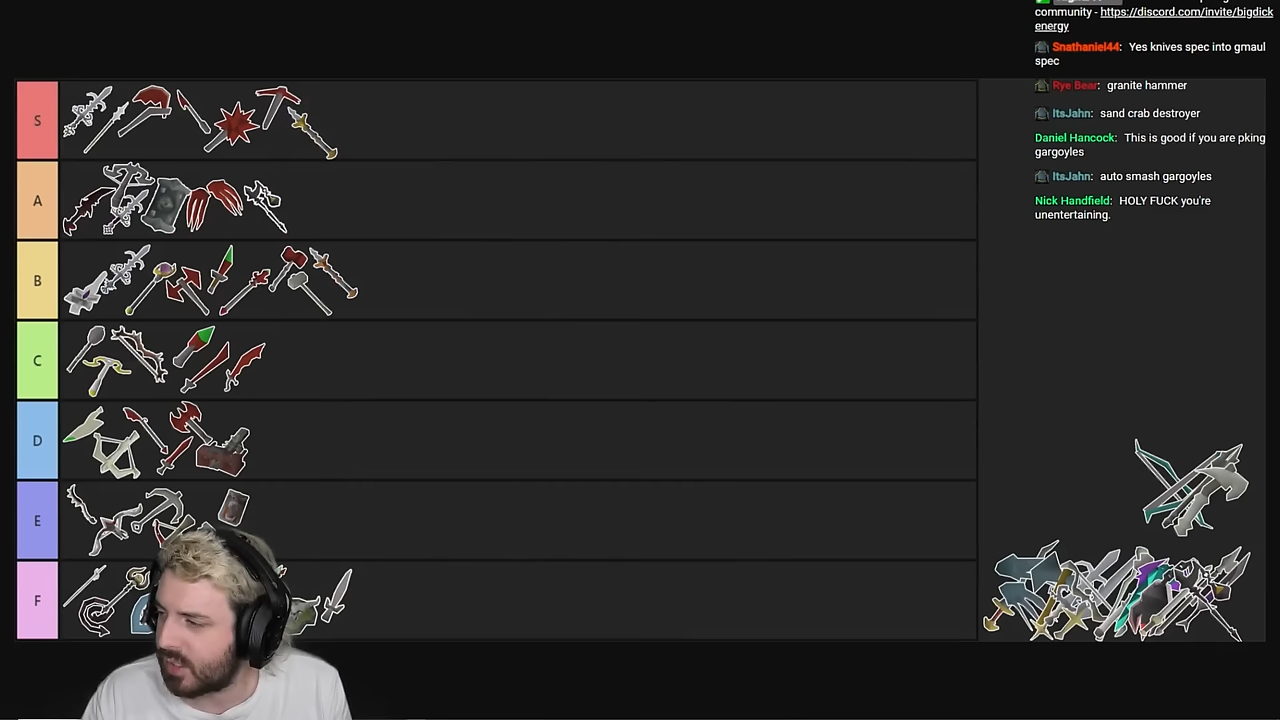 community - https://discord.com/invite/bigdick
energy
Snathaniel44: Yes knives spec into gmaul
spec
Rye Bear: granite hammer
ItsJahn: sand crab destroyer
Daniel Hancock: This is good if you are pking
gargoyles
ItsJahn: auto smash gargoyles
Nick Handfield: HOLY FUCK you're
unentertaining.
S
A
B
C
D
E
F